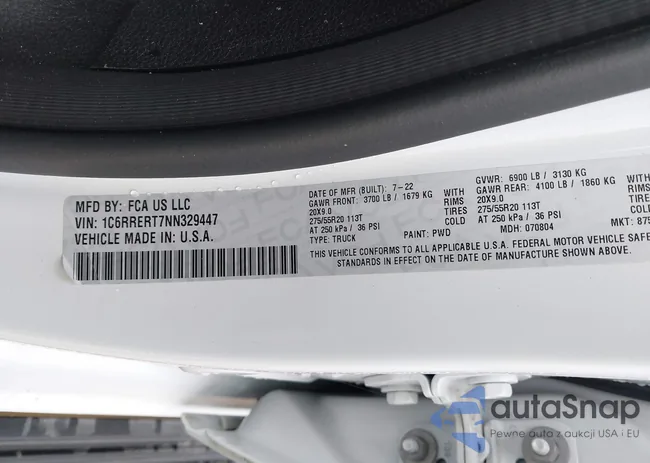 MFD BY: FCA US LLC
VIN: 1C6RRERT7NN329447
VEHICLE MADE IN: U.S.A.
DATE OF MFR (BUILT): 7-22
GVWR: 6900 LB / 3130 KG
GAWR FRONT: 3700 LB / 1679 KG
WITH
GAWR REAR: 4100 LB / 1860 KG
20X9.0
RIMS
20X9.0
275/55R20 113T
TIRES
275/55R20 113T
AT 250 kPa / 36 PSI
AT 250 kPa / 36 PSI
MDH: 070804
TYPE: TRUCK
PAINT: PWD
MKT: 875
THIS VEHICLE CONFORMS TO ALL APPLICABLE U.S.A. FEDERAL MOTOR VEHICLE SAFE
STANDARDS IN EFFECT ON THE DATE OF MANUFACTURE SHOWN ABOVE.
autoSnap
Pewne auta z aukcji USA i EU